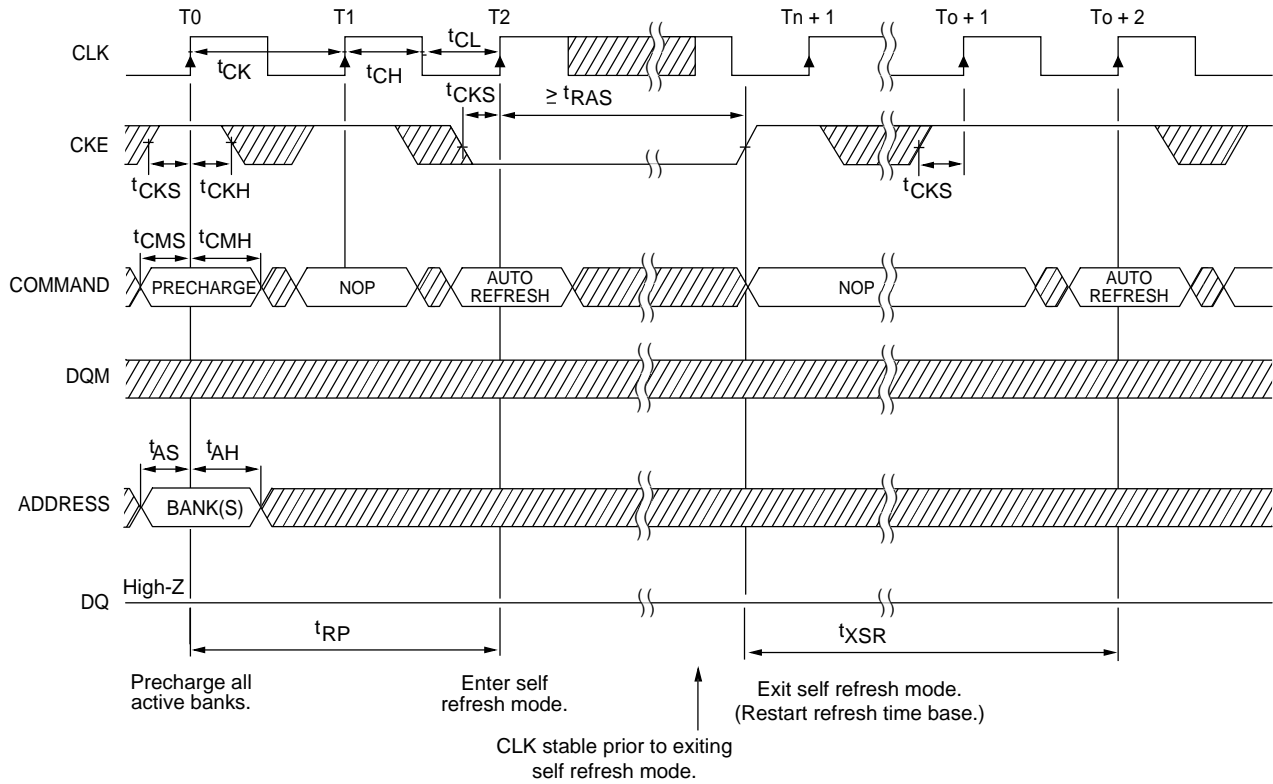 T0 T1 T2 Tn + 1 To + 1 To + 2
CLK
tCK tCH tCL
tCKS ≥ tRAS
CKE
tCKS tCKH tCKS
tCMS tCMH
COMMAND PRECHARGE NOP AUTO REFRESH NOP AUTO REFRESH
DQM
tAS tAH
ADDRESS BANK(S)
High-Z
DQ
tRP tXSR
Precharge all
active banks.
Enter self
refresh mode.
Exit self refresh mode.
(Restart refresh time base.)
CLK stable prior to exiting
self refresh mode.